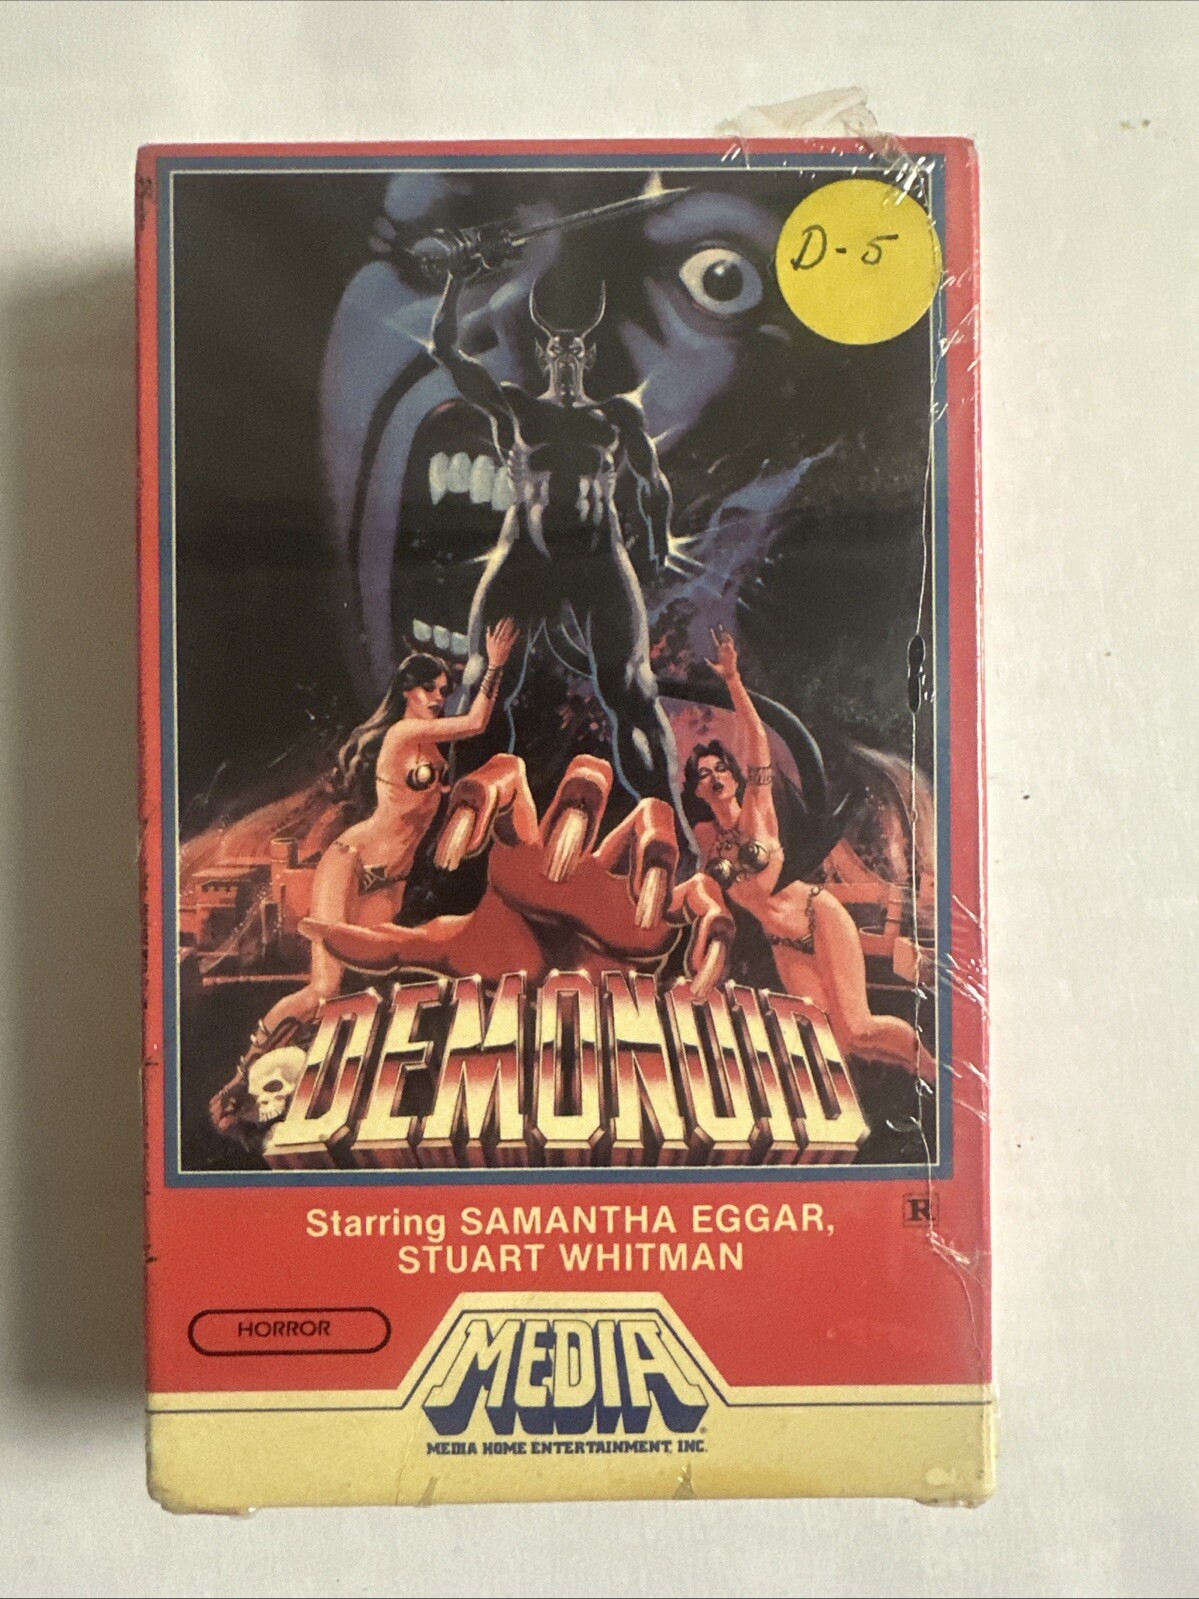 D-5
DEMONOID
R
Starring SAMANTHA EGGAR,
STUART WHITMAN
HORROR
MEDIA®
MEDIA HOME ENTERTAINMENT, INC.